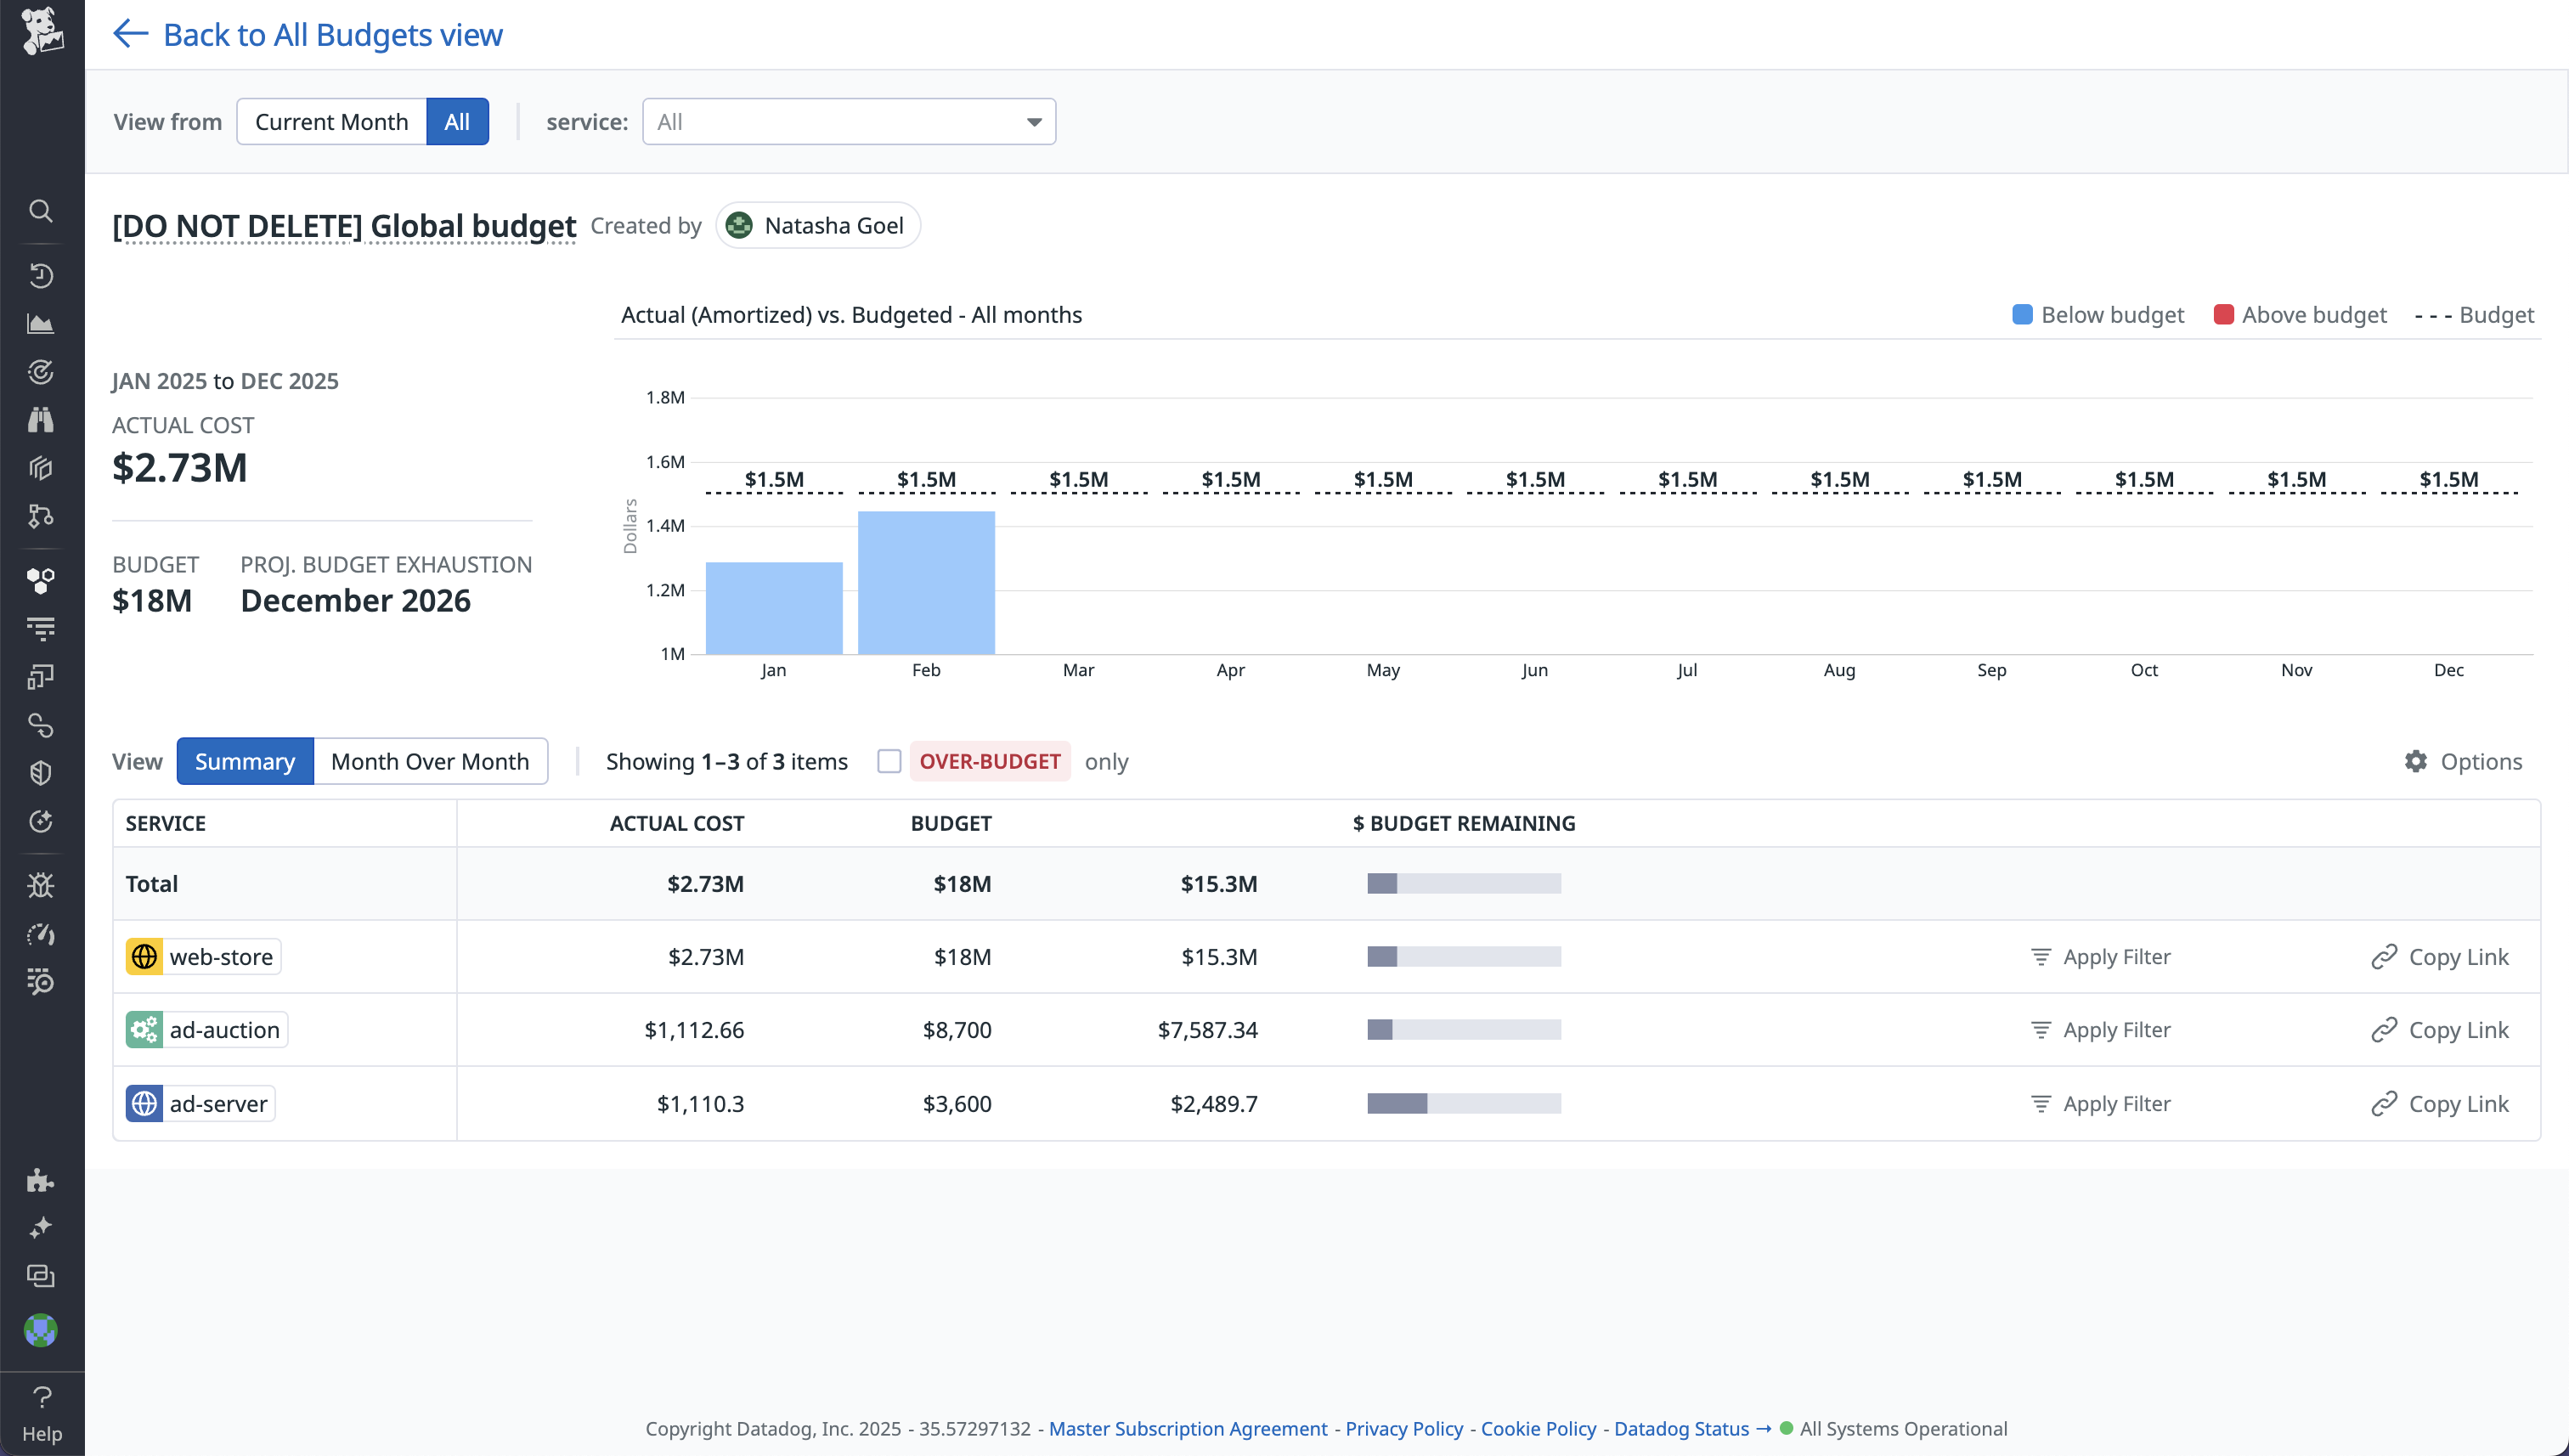 Back to All Budgets view
View from Current Month All service: All
[DO NOT DELETE] Global budget Created by Natasha Goel
Actual (Amortized) vs. Budgeted - All months Below budget Above budget - - - Budget
JAN 2025 to DEC 2025
ACTUAL COST
$2.73M
BUDGET PROJ. BUDGET EXHAUSTION
$18M December 2026
Dollars
1.8M
1.6M
1.4M
1.2M
1M
$1.5M $1.5M $1.5M $1.5M $1.5M $1.5M $1.5M $1.5M $1.5M $1.5M $1.5M $1.5M
Jan Feb Mar Apr May Jun Jul Aug Sep Oct Nov Dec
View Summary Month Over Month Showing 1–3 of 3 items OVER-BUDGET only Options
SERVICE ACTUAL COST BUDGET $ BUDGET REMAINING
Total $2.73M $18M $15.3M
web-store $2.73M $18M $15.3M Apply Filter Copy Link
ad-auction $1,112.66 $8,700 $7,587.34 Apply Filter Copy Link
ad-server $1,110.3 $3,600 $2,489.7 Apply Filter Copy Link
Help
Copyright Datadog, Inc. 2025 - 35.57297132 - Master Subscription Agreement - Privacy Policy - Cookie Policy - Datadog Status → All Systems Operational